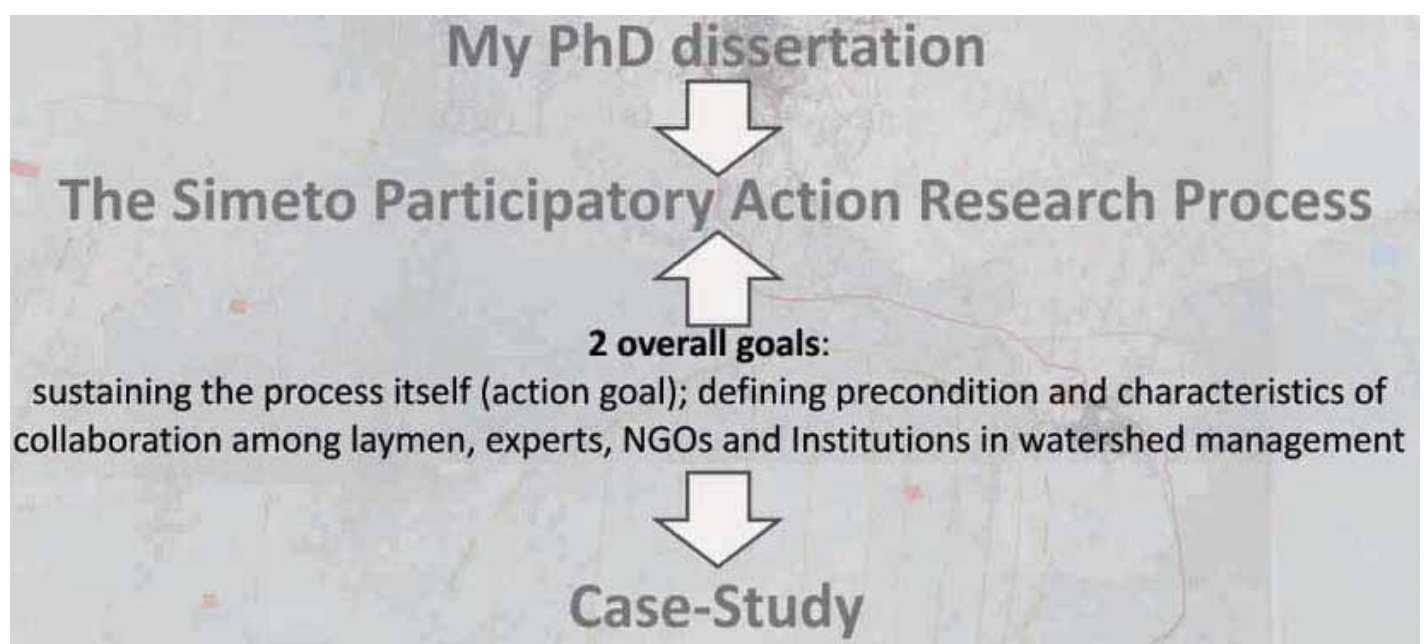 My PhD dissertation
The Simeto Participatory Action Research Process
2 overall goals:
sustaining the process itself (action goal); defining precondition and characteristics of
collaboration among laymen, experts, NGOs and Institutions in watershed management
Case-Study